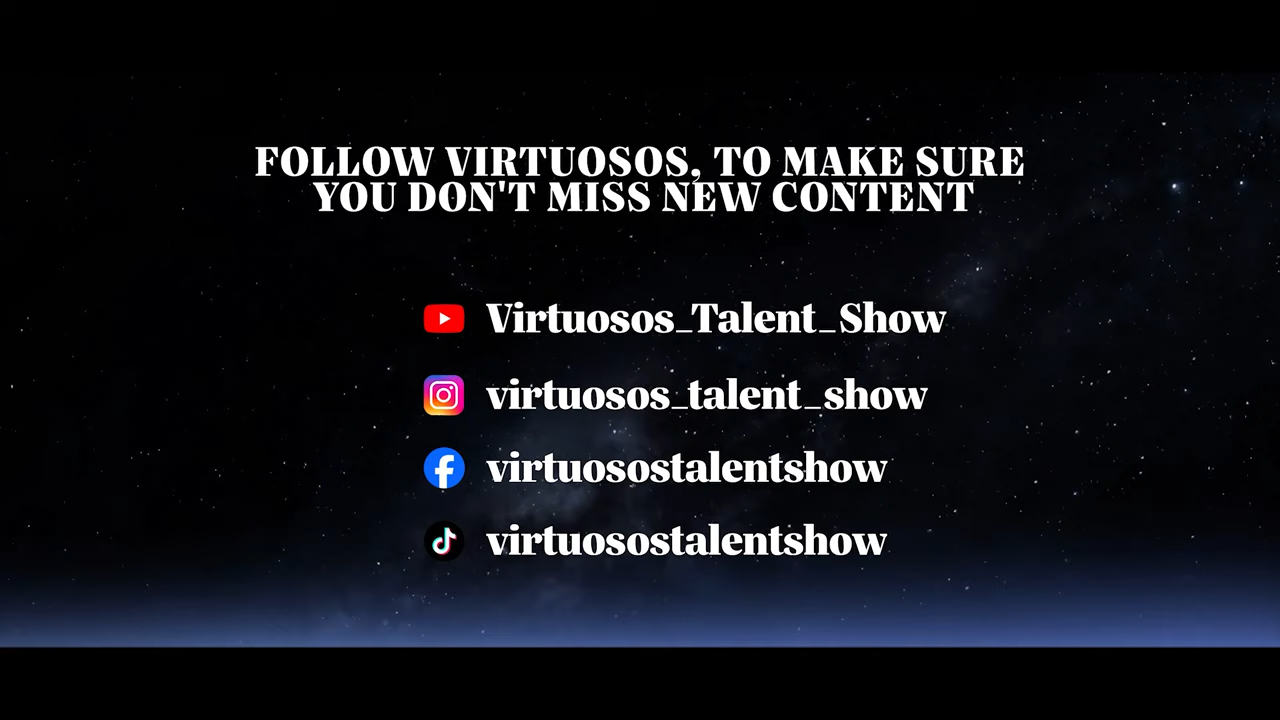 FOLLOW VIRTUOSOS, TO MAKE SURE
YOU DON'T MISS NEW CONTENT
Virtuosos_Talent_Show
virtuosos_talent_show
virtuosostalentshow
virtuosostalentshow